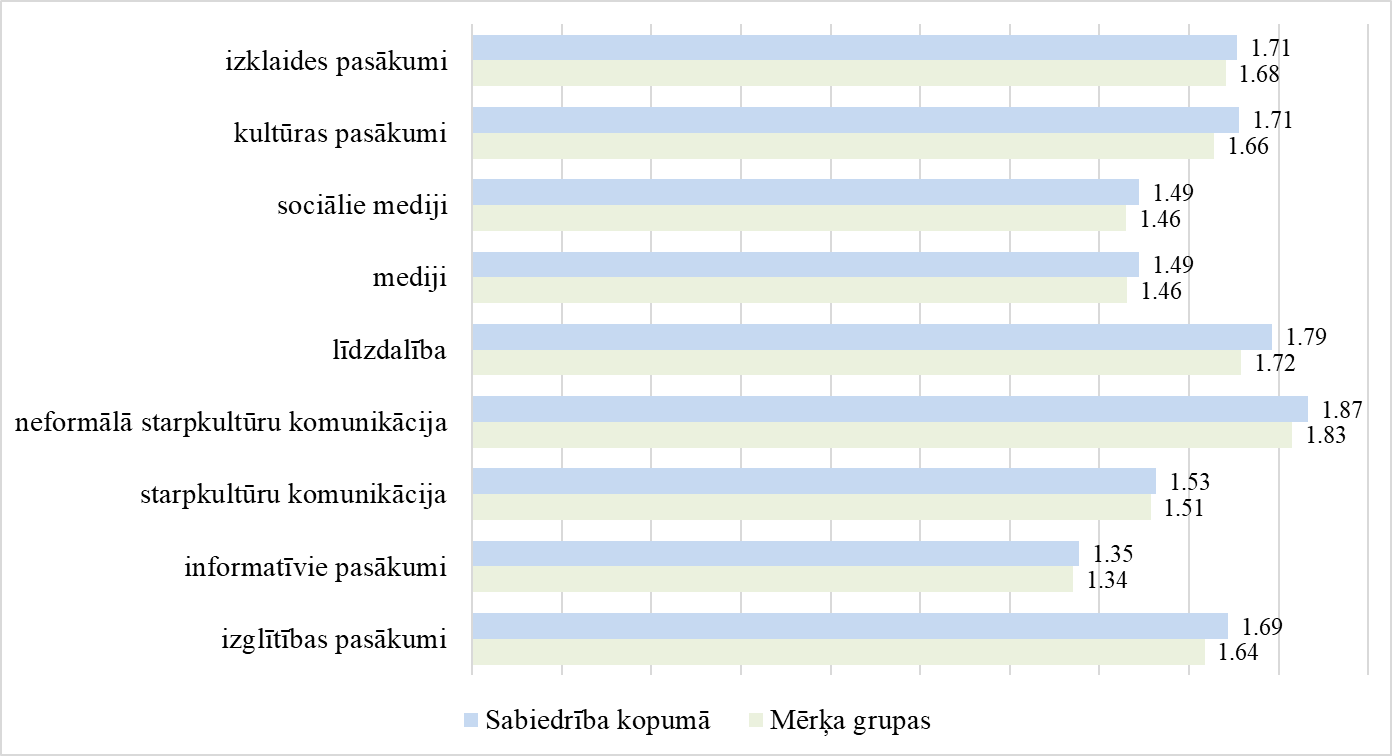 izklaides pasākumi
1.71
1.68
kultūras pasākumi
1.71
1.66
sociālie mediji
1.49
1.46
mediji
1.49
1.46
līdzdalība
1.79
1.72
neformālā starpkultūru komunikācija
1.87
1.83
starpkultūru komunikācija
1.53
1.51
informatīvie pasākumi
1.35
1.34
izglītības pasākumi
1.69
1.64
Sabiedrība kopumā
Mērķa grupas